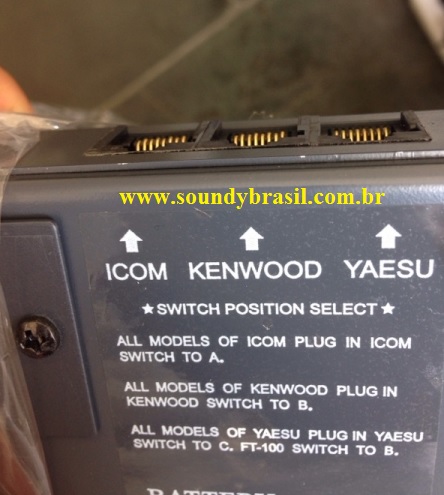 www.soundybrasil.com.br
ICOM KENWOOD YAESU
★SWITCH POSITION SELECT★
ALL MODELS OF ICOM PLUG IN ICOM
SWITCH TO A.
ALL MODELS OF KENWOOD PLUG IN
KENWOOD SWITCH TO B.
ALL MODELS OF YAESU PLUG IN YAESU
SWITCH TO C. FT-100 SWITCH TO B.